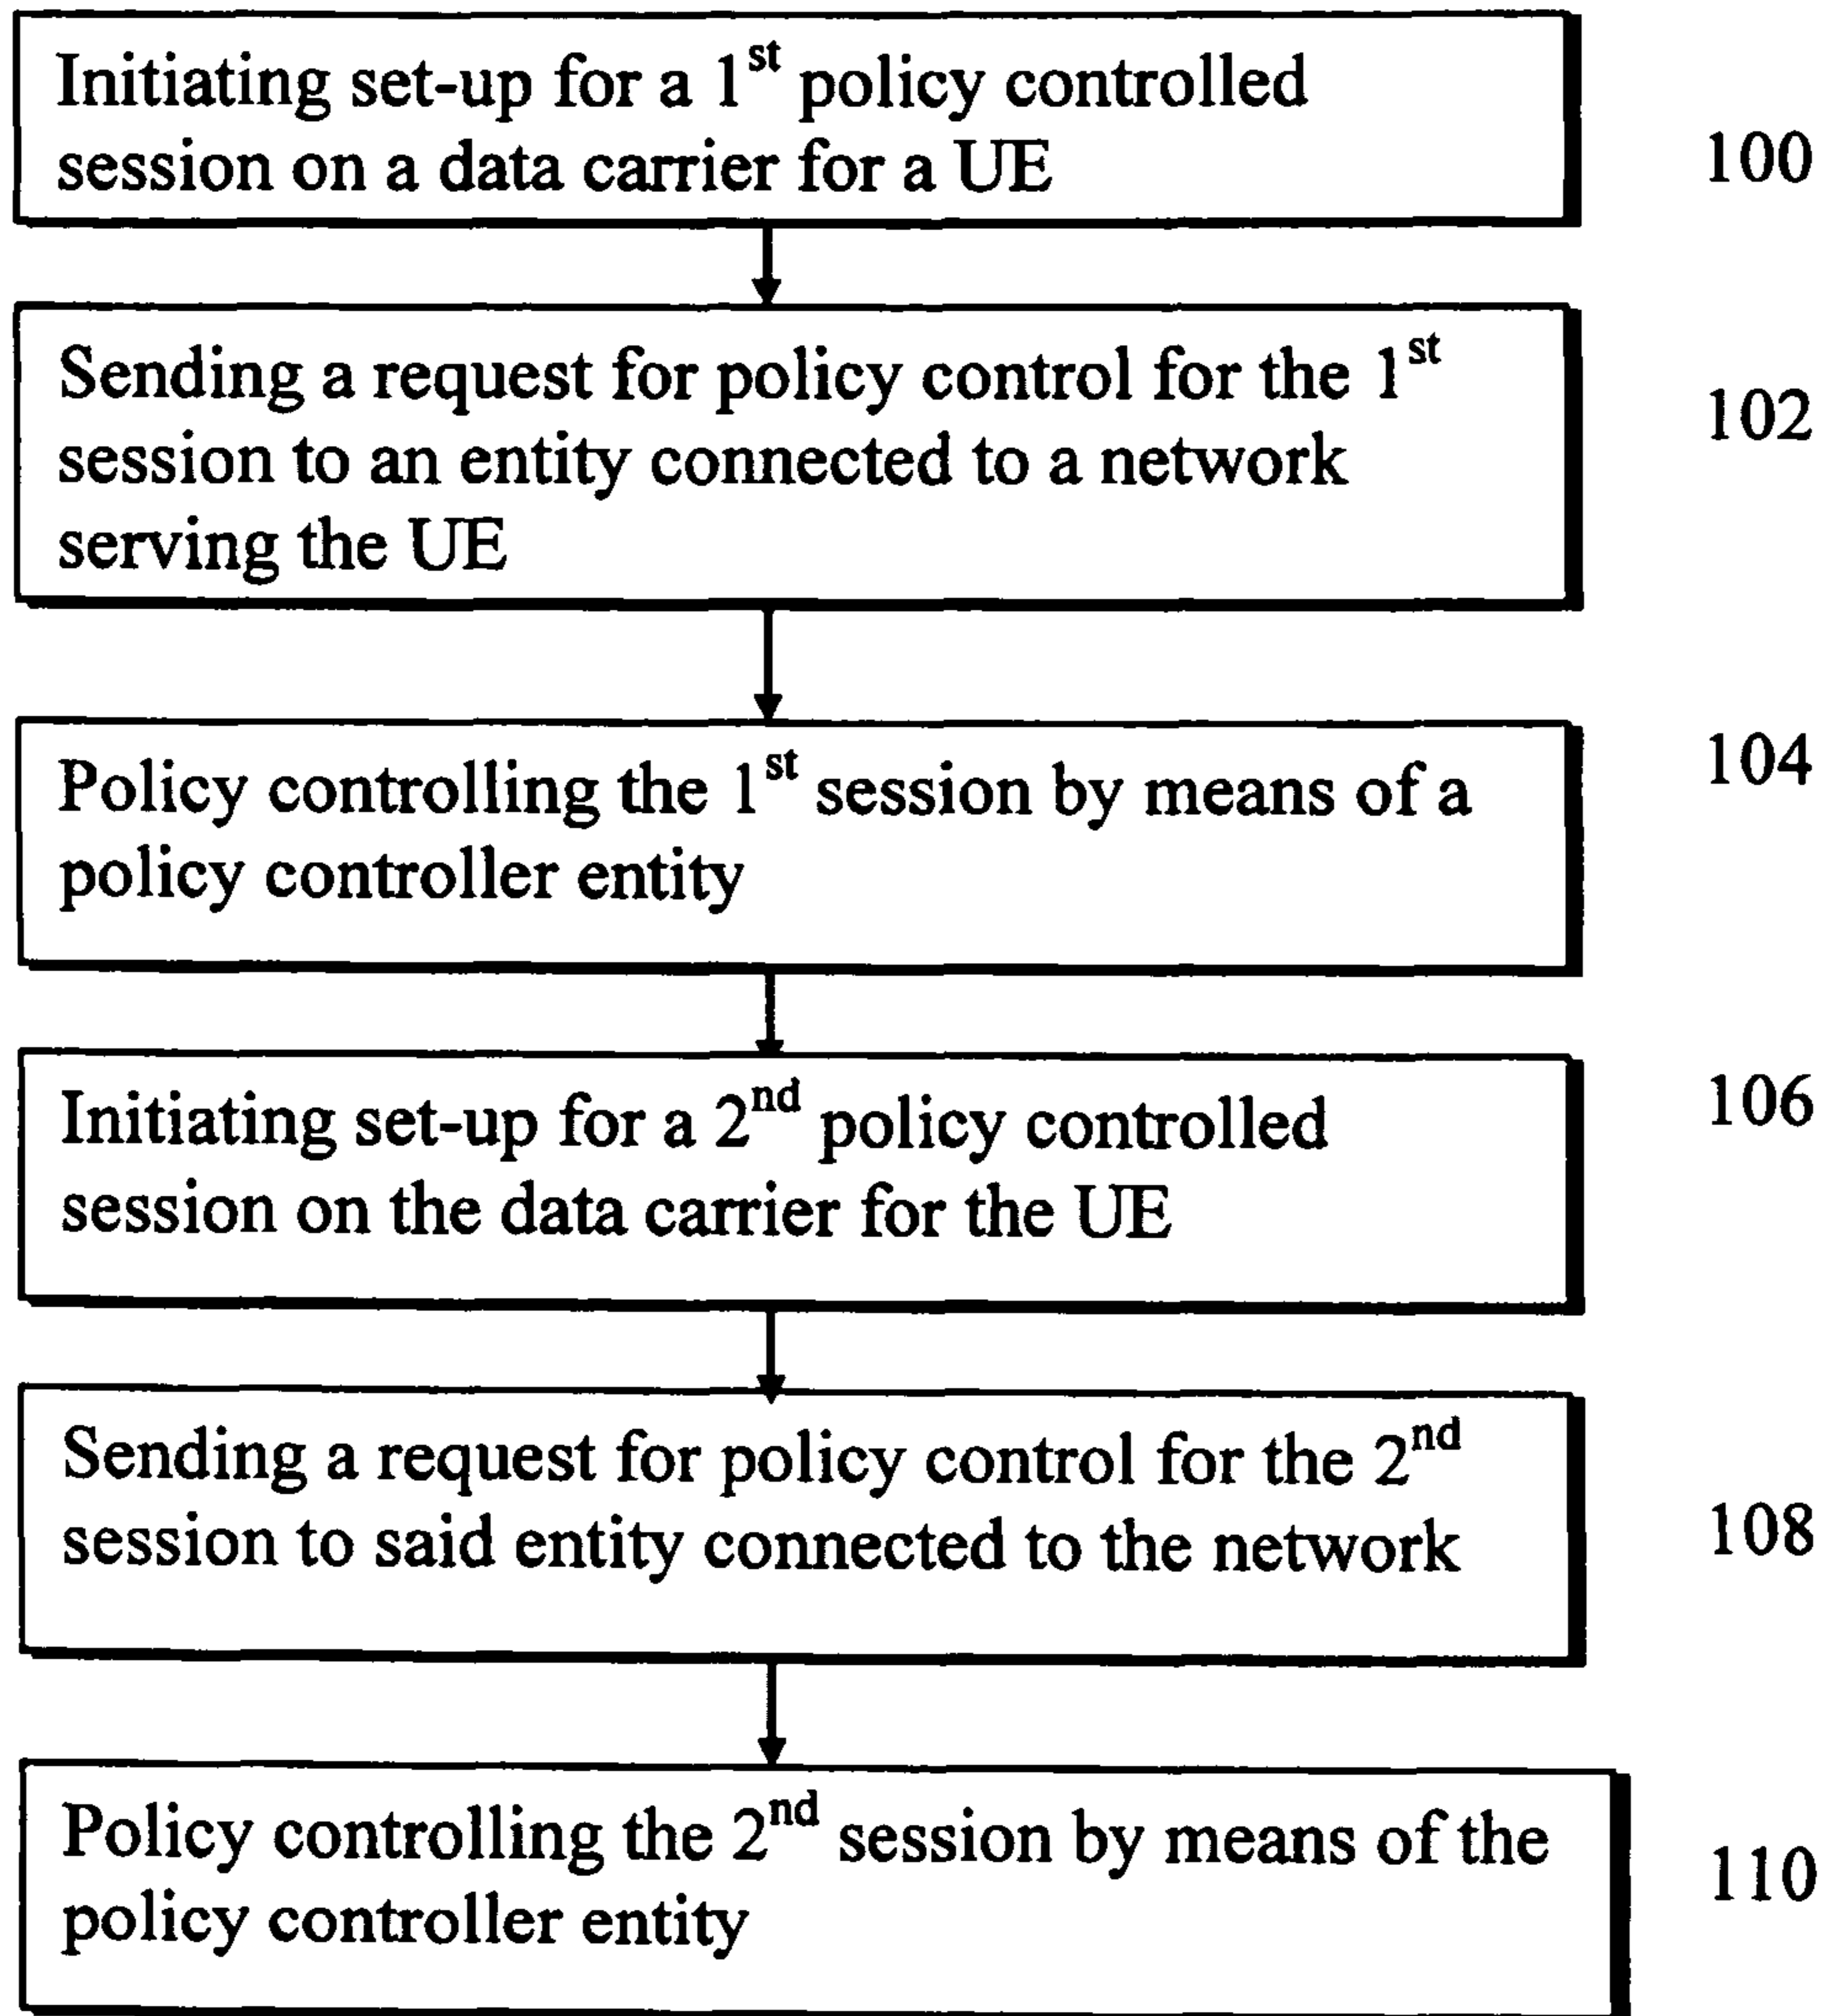 Initiating set-up for a 1st policy controlled
session on a data carrier for a UE
100
Sending a request for policy control for the 1st
session to an entity connected to a network
serving the UE
102
Policy controlling the 1st session by means of a
policy controller entity
104
Initiating set-up for a 2nd policy controlled
session on the data carrier for the UE
106
Sending a request for policy control for the 2nd
session to said entity connected to the network
108
Policy controlling the 2nd session by means of the
policy controller entity
110